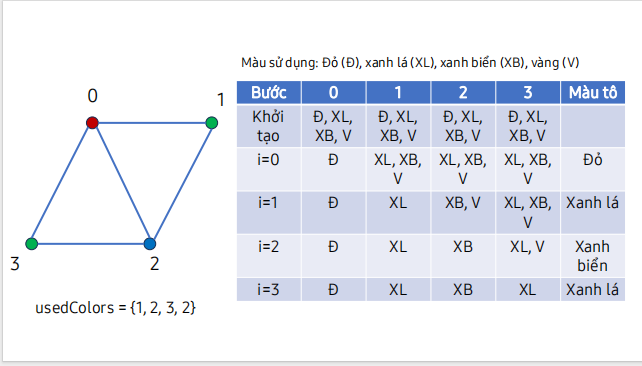 Màu sử dụng: Đỏ (Đ), xanh lá (XL), xanh biển (XB), vàng (V)
0
1
3
2
usedColors = {1, 2, 3, 2}
Bước 0 1 2 3 Màu tô
Khởi tạo Đ, XL, XB, V Đ, XL, XB, V Đ, XL, XB, V Đ, XL, XB, V
i=0 Đ XL, XB, V XL, XB, V XL, XB, V Đỏ
i=1 Đ XL XB, V XL, XB, V Xanh lá
i=2 Đ XL XB XL, V Xanh biển
i=3 Đ XL XB XL Xanh lá